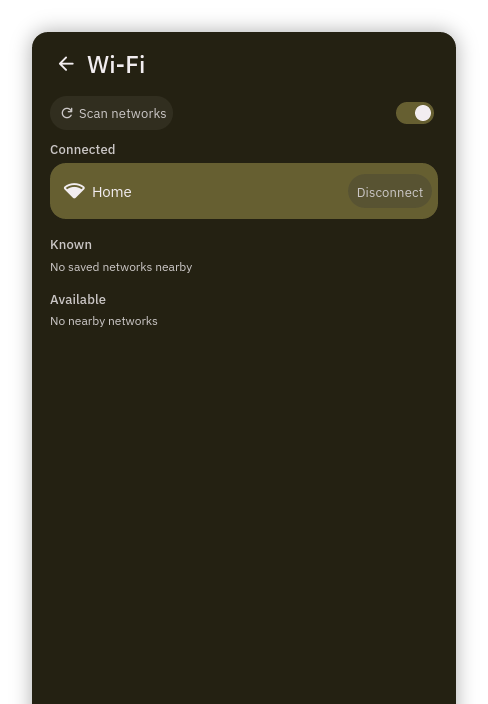 Wi-Fi
Scan networks
Connected
Home
Disconnect
Known
No saved networks nearby
Available
No nearby networks